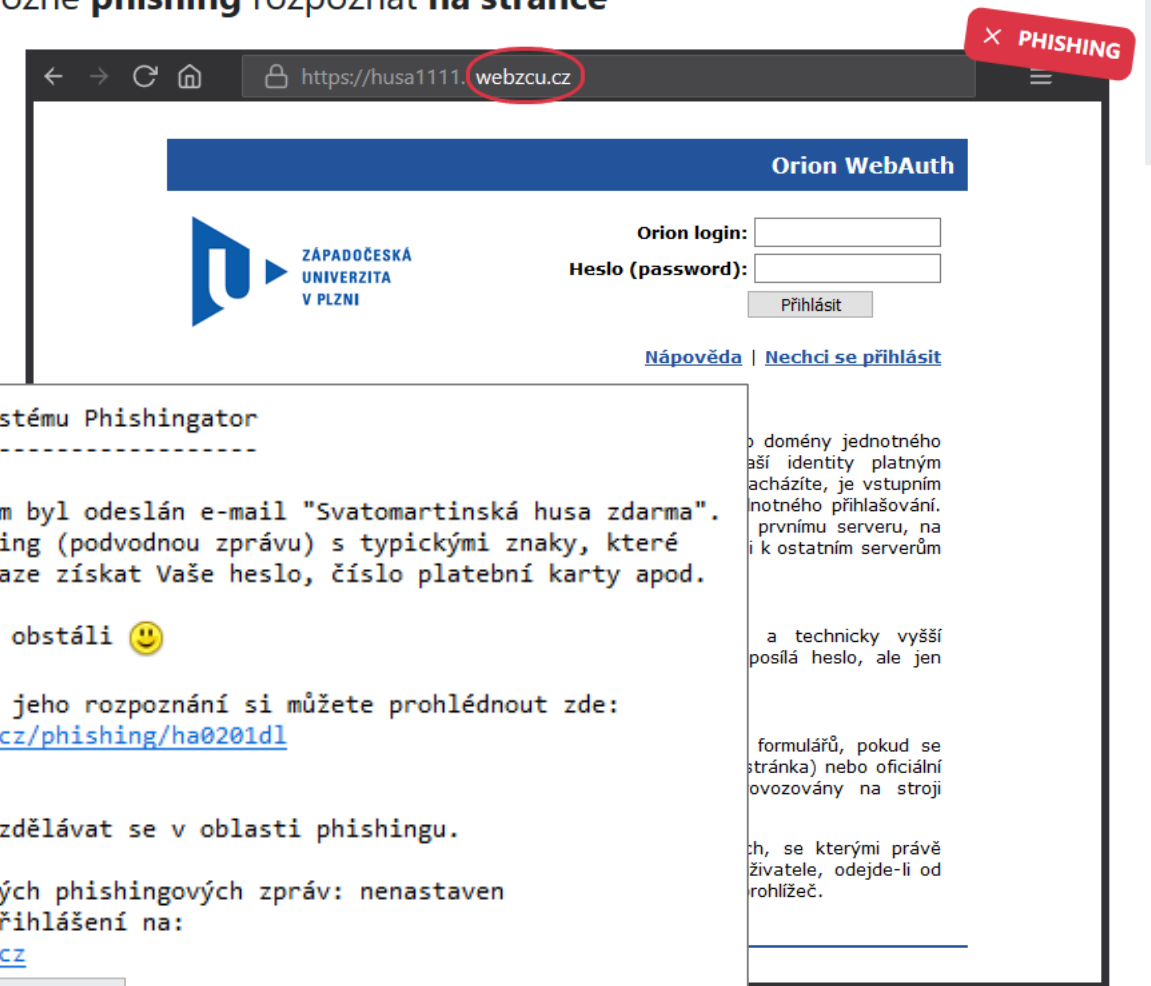 phishing rozpoznat na stránce
× PHISHING
https://husa1111. webzcu.cz
Orion WebAuth
ZÁPADOČESKÁ
UNIVERZITA
V PLZNI
Orion login:
Heslo (password):
Přihlásit
Nápověda | Nechci se přihlásit
stému Phishingator
-------------------
m byl odeslán e-mail "Svatomartinská husa zdarma".
ing (podvodnou zprávu) s typickými znaky, které
aze získat Vaše heslo, číslo platební karty apod.
obstáli
jeho rozpoznání si můžete prohlédnout zde:
cz/phishing/ha0201dl
zdělávat se v oblasti phishingu.
ých phishingových zpráv: nenastaven
řihlášení na:
cz
domény jednotného
aší identity platným
acházíte, je vstupním
notného přihlašování.
prvnímu serveru, na
i k ostatním serverům
a technicky vyšší
posílá heslo, ale jen
formulářů, pokud se
stránka) nebo oficiální
ovozovány na stroji
ch, se kterými právě
živatele, odejde-li od
rohlížeč.